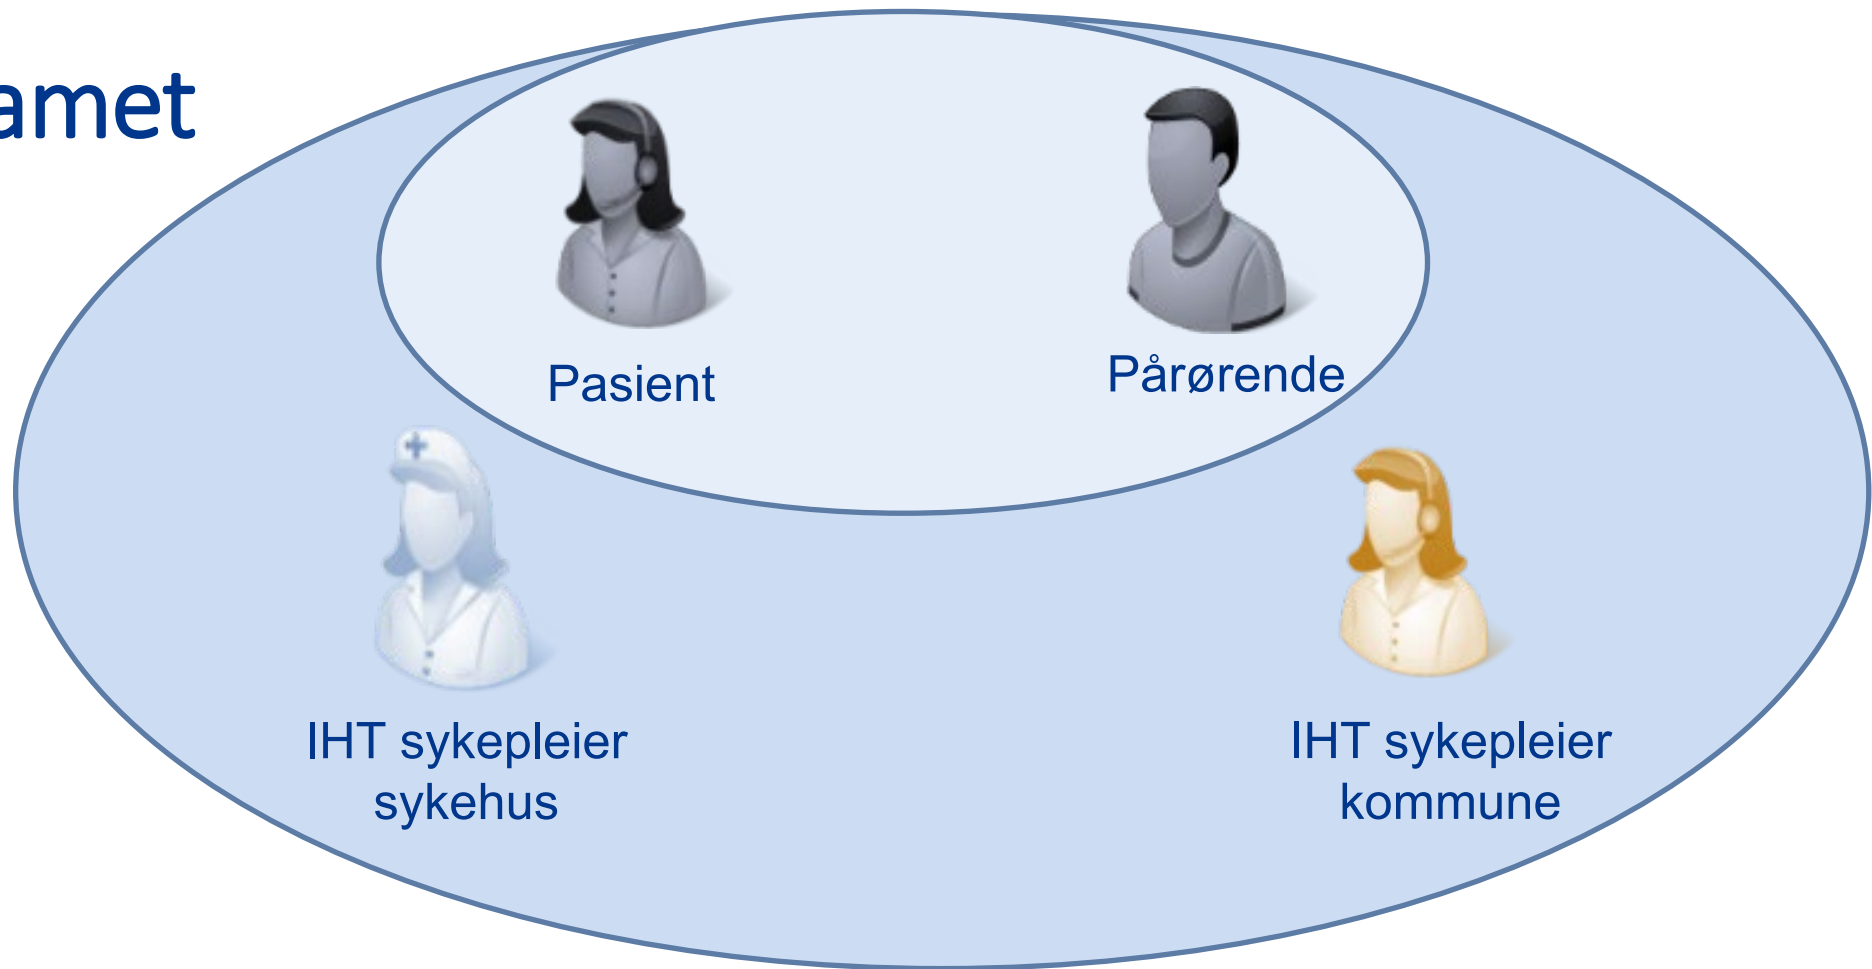 amet
Pasient
Pårørende
IHT sykepleier
sykehus
IHT sykepleier
kommune